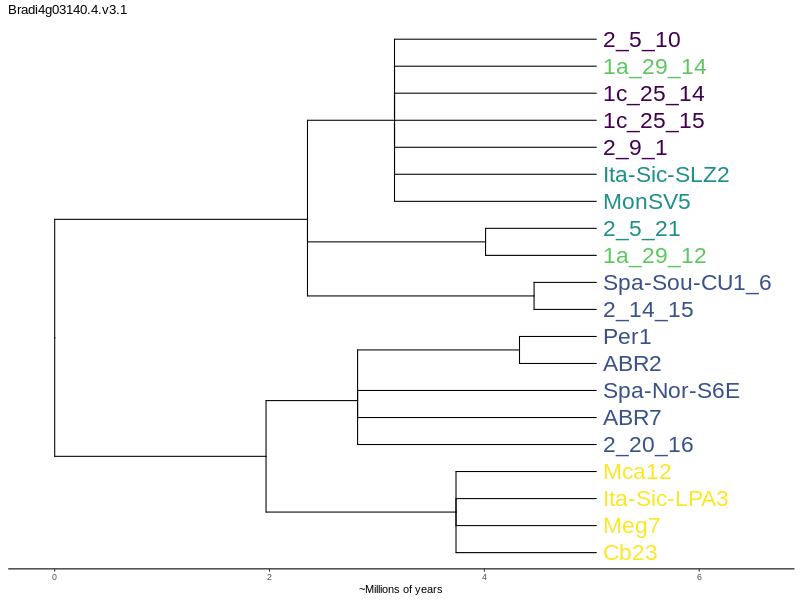 Bradi4g03140.4.v3.1
2_5_10
1a_29_14
1c_25_14
1c_25_15
2_9_1
Ita-Sic-SLZ2
MonSV5
2_5_21
1a_29_12
Spa-Sou-CU1_6
2_14_15
Per1
ABR2
Spa-Nor-S6E
ABR7
2_20_16
Mca12
Ita-Sic-LPA3
Meg7
Cb23
0 2 4 6
~Millions of years